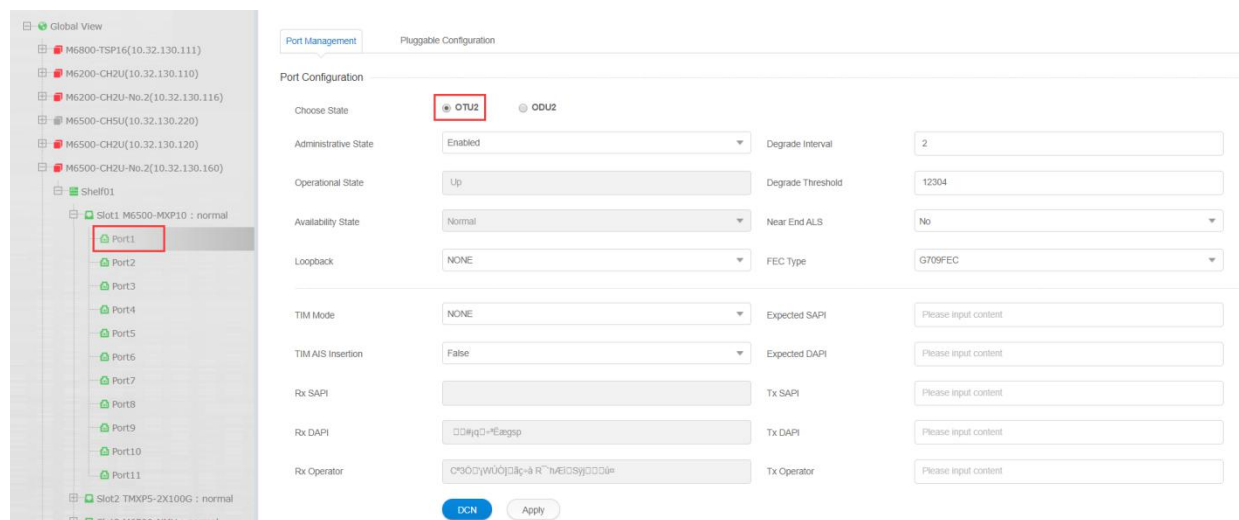 Global View
M6800-TSP16(10.32.130.111)
M6200-CH2U(10.32.130.110)
M6200-CH2U-No.2(10.32.130.116)
M6500-CH5U(10.32.130.220)
M6500-CH2U(10.32.130.120)
M6500-CH2U-No.2(10.32.130.160)
Shelf01
Slot1 M6500-MXP10 : normal
Port1
Port2
Port3
Port4
Port5
Port6
Port7
Port8
Port9
Port10
Port11
Slot2 TMXP5-2X100G : normal
Port Management Pluggable Configuration
Port Configuration
Choose State OTU2 ODU2
Administrative State Enabled Degrade Interval 2
Operational State Up Degrade Threshold 12304
Availability State Normal Near End ALS No
Loopback NONE FEC Type G709FEC
TIM Mode NONE Expected SAPI Please input content
TIM AIS Insertion False Expected DAPI Please input content
Rx SAPI Tx SAPI Please input content
Rx DAPI Tx DAPI Please input content
Rx Operator Tx Operator Please input content
DCN Apply